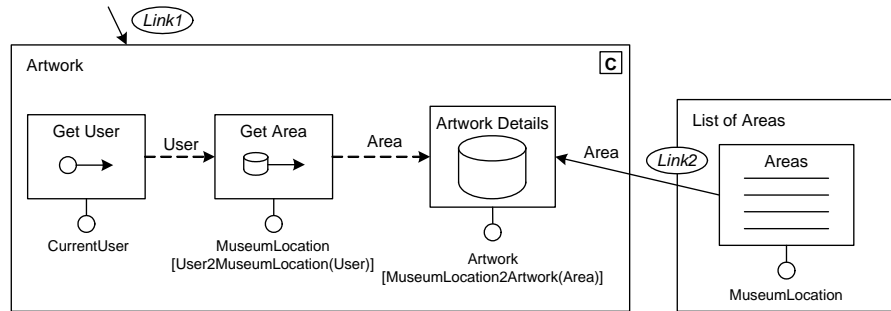 Link1
Artwork
C
Get User
User
Get Area
Area
Artwork Details
Area
Link2
List of Areas
Areas
CurrentUser
MuseumLocation
[User2MuseumLocation(User)]
Artwork
[MuseumLocation2Artwork(Area)]
MuseumLocation